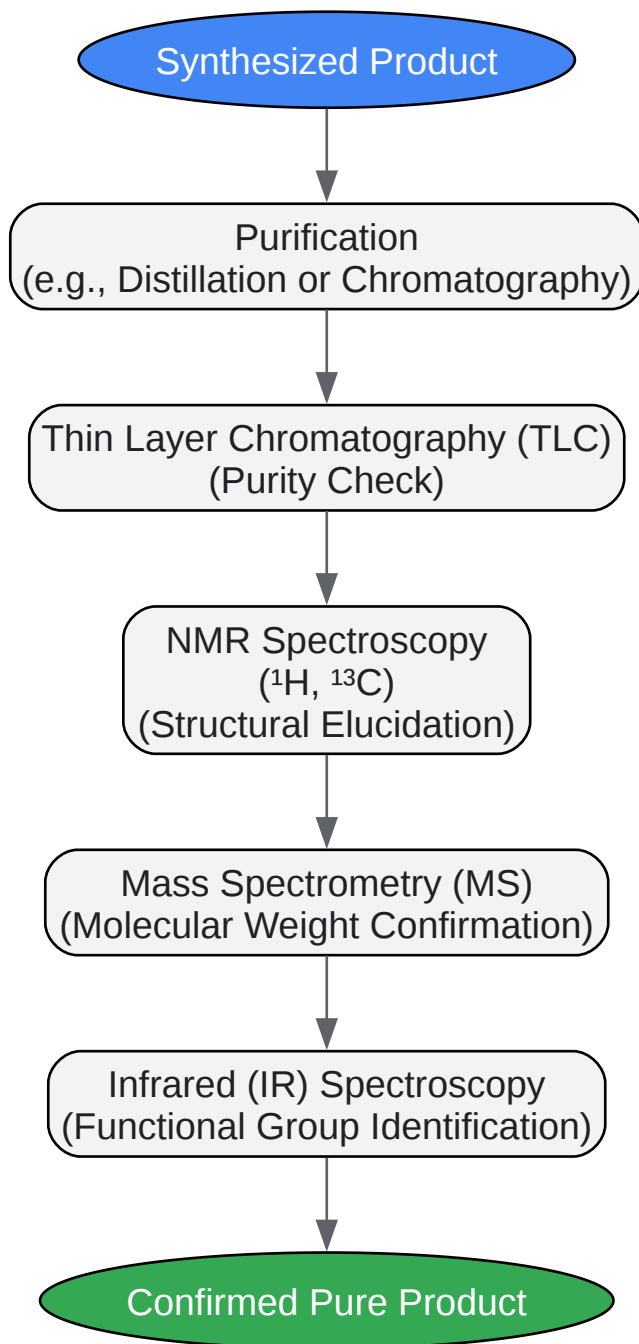 Synthesized Product
Purification
(e.g., Distillation or Chromatography)
Thin Layer Chromatography (TLC)
(Purity Check)
NMR Spectroscopy
(¹H, ¹³C)
(Structural Elucidation)
Mass Spectrometry (MS)
(Molecular Weight Confirmation)
Infrared (IR) Spectroscopy
(Functional Group Identification)
Confirmed Pure Product